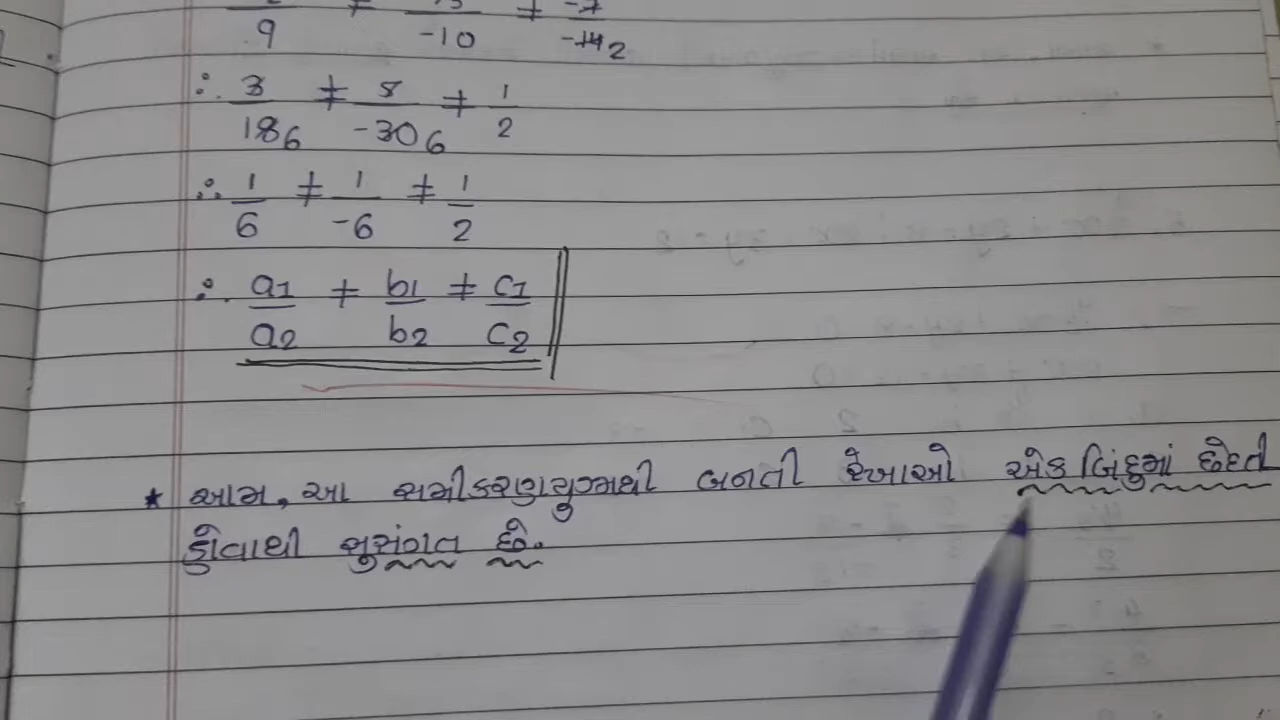 9 -10 -14 2
∴ 3/18 6 ≠ 5/-30 6 ≠ 1/2
∴ 1/6 ≠ 1/-6 ≠ 1/2
∴ a1/a2 ≠ b1/b2 ≠ c1/c2
* આમ, આ સમીકરણયુગ્મથી બનતી રેખાઓ એક બિંદુમાં છેદતી
હોવાથી સુસંગત છે.